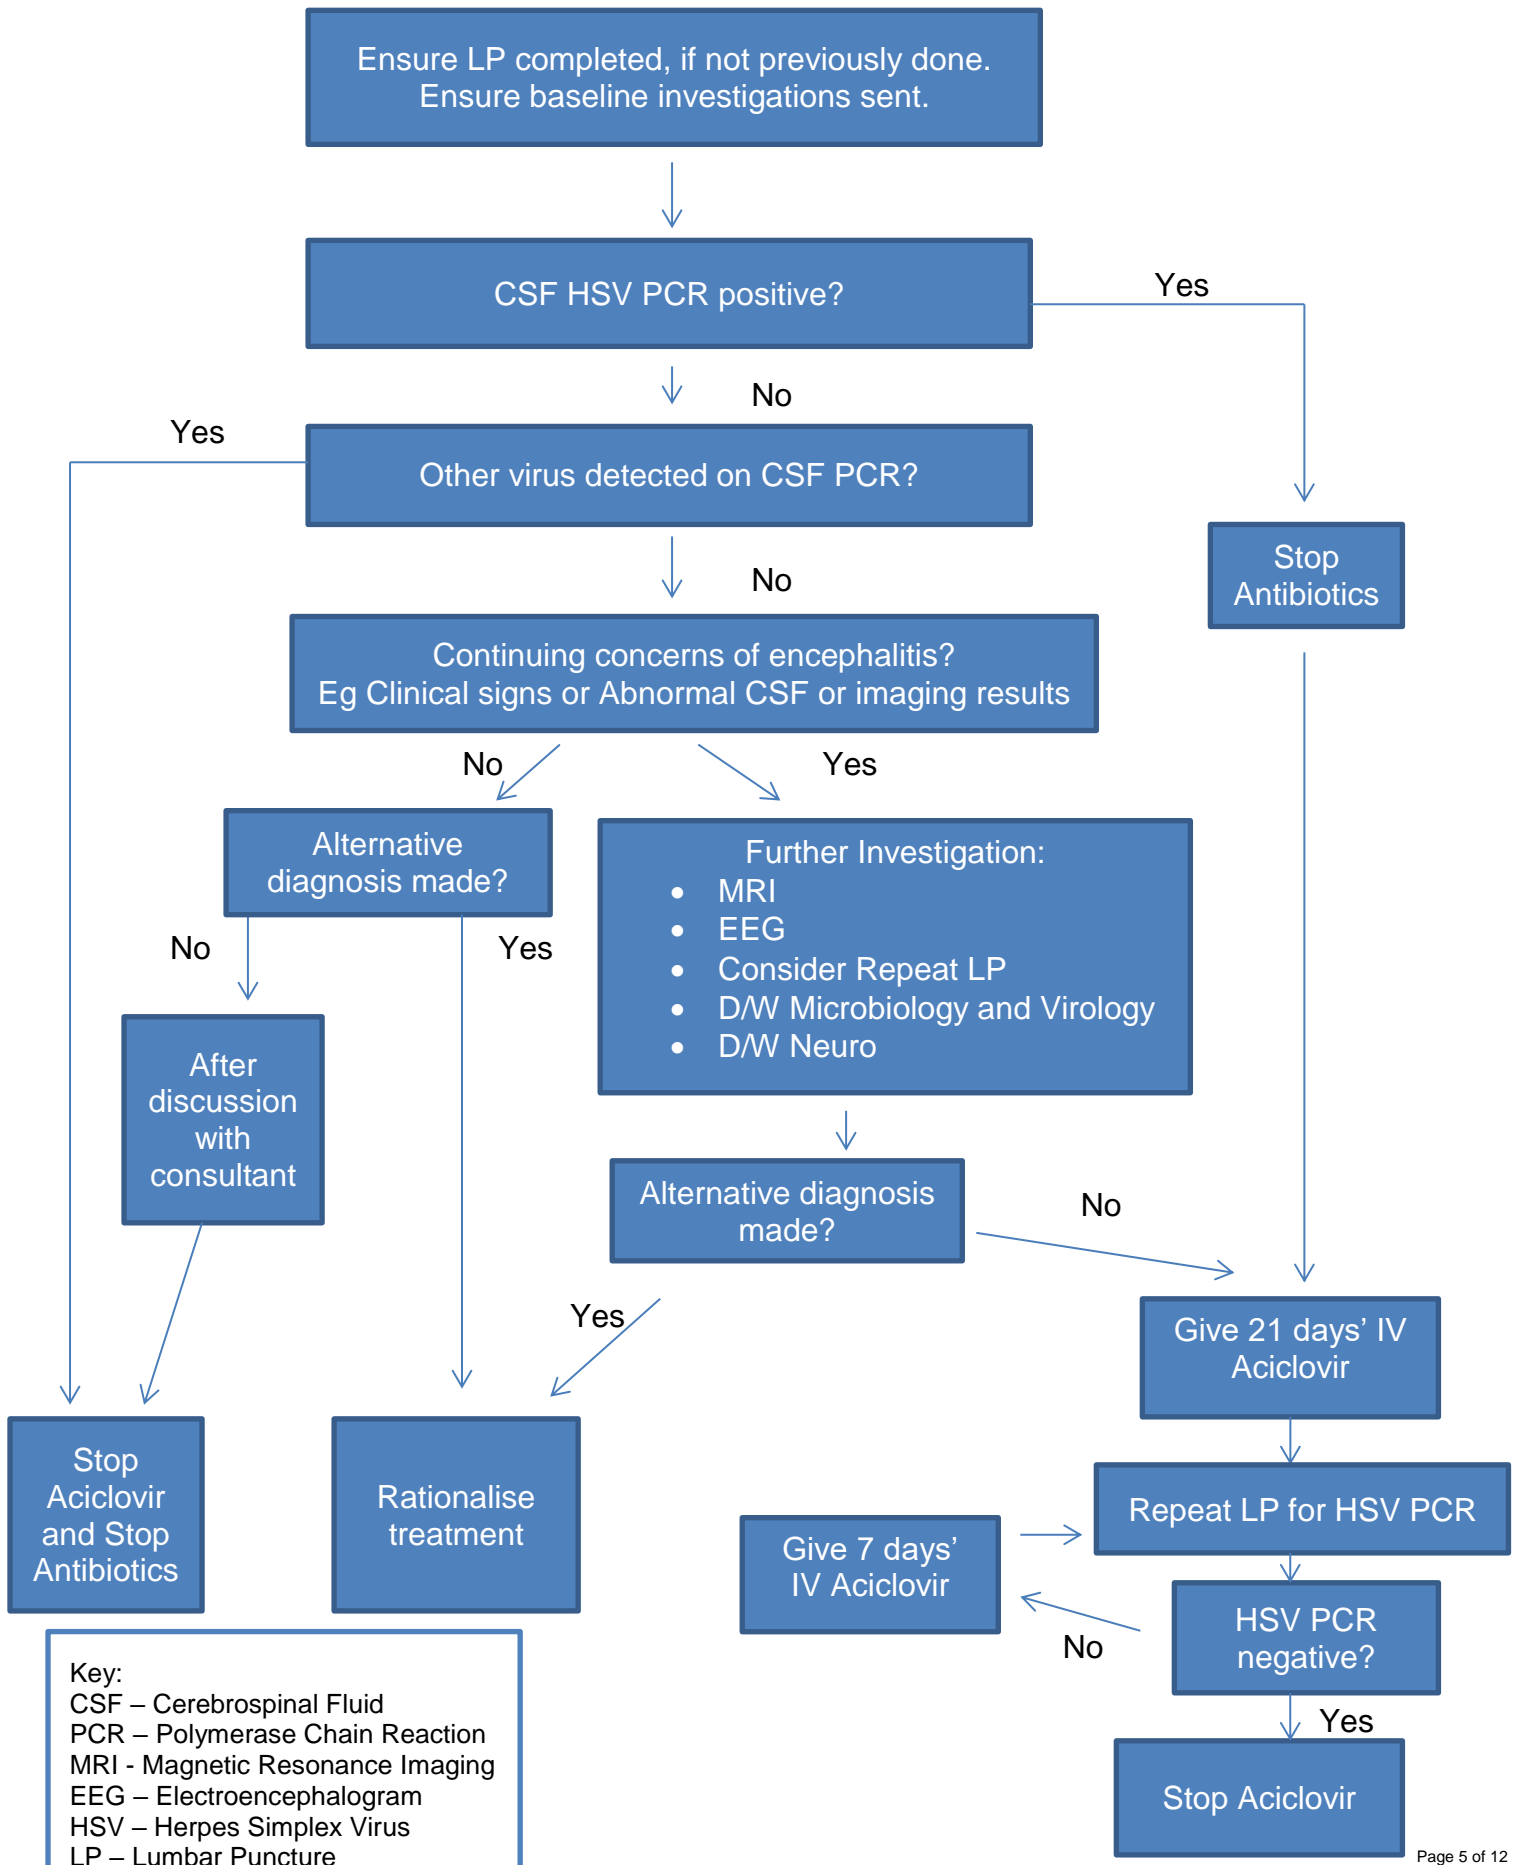 Ensure LP completed, if not previously done.
Ensure baseline investigations sent.
CSF HSV PCR positive?
Yes
No
Yes
Other virus detected on CSF PCR?
Stop
Antibiotics
No
Continuing concerns of encephalitis?
Eg Clinical signs or Abnormal CSF or imaging results
No
Yes
Alternative
diagnosis made?
Further Investigation:
• MRI
• EEG
• Consider Repeat LP
• D/W Microbiology and Virology
• D/W Neuro
No
Yes
After
discussion
with
consultant
Alternative diagnosis
made?
No
Yes
Give 21 days’ IV
Aciclovir
Stop
Aciclovir
and Stop
Antibiotics
Rationalise
treatment
Repeat LP for HSV PCR
Give 7 days’
IV Aciclovir
HSV PCR
negative?
No
Yes
Stop Aciclovir
Key:
CSF – Cerebrospinal Fluid
PCR – Polymerase Chain Reaction
MRI - Magnetic Resonance Imaging
EEG – Electroencephalogram
HSV – Herpes Simplex Virus
LP – Lumbar Puncture
Page 5 of 12